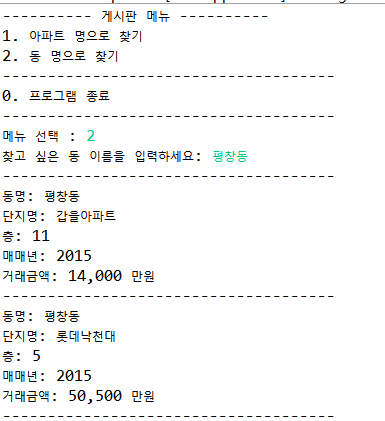 ---------- 게시판 메뉴 ----------
1. 아파트 명으로 찾기
2. 동 명으로 찾기
------------------------------------
0. 프로그램 종료
------------------------------------
메뉴 선택 : 2
찾고 싶은 동 이름을 입력하세요: 평창동
------------------------------------
동명: 평창동
단지명: 갑을아파트
층: 11
매매년: 2015
거래금액: 14,000 만원
------------------------------------
동명: 평창동
단지명: 롯데낙천대
층: 5
매매년: 2015
거래금액: 50,500 만원
------------------------------------